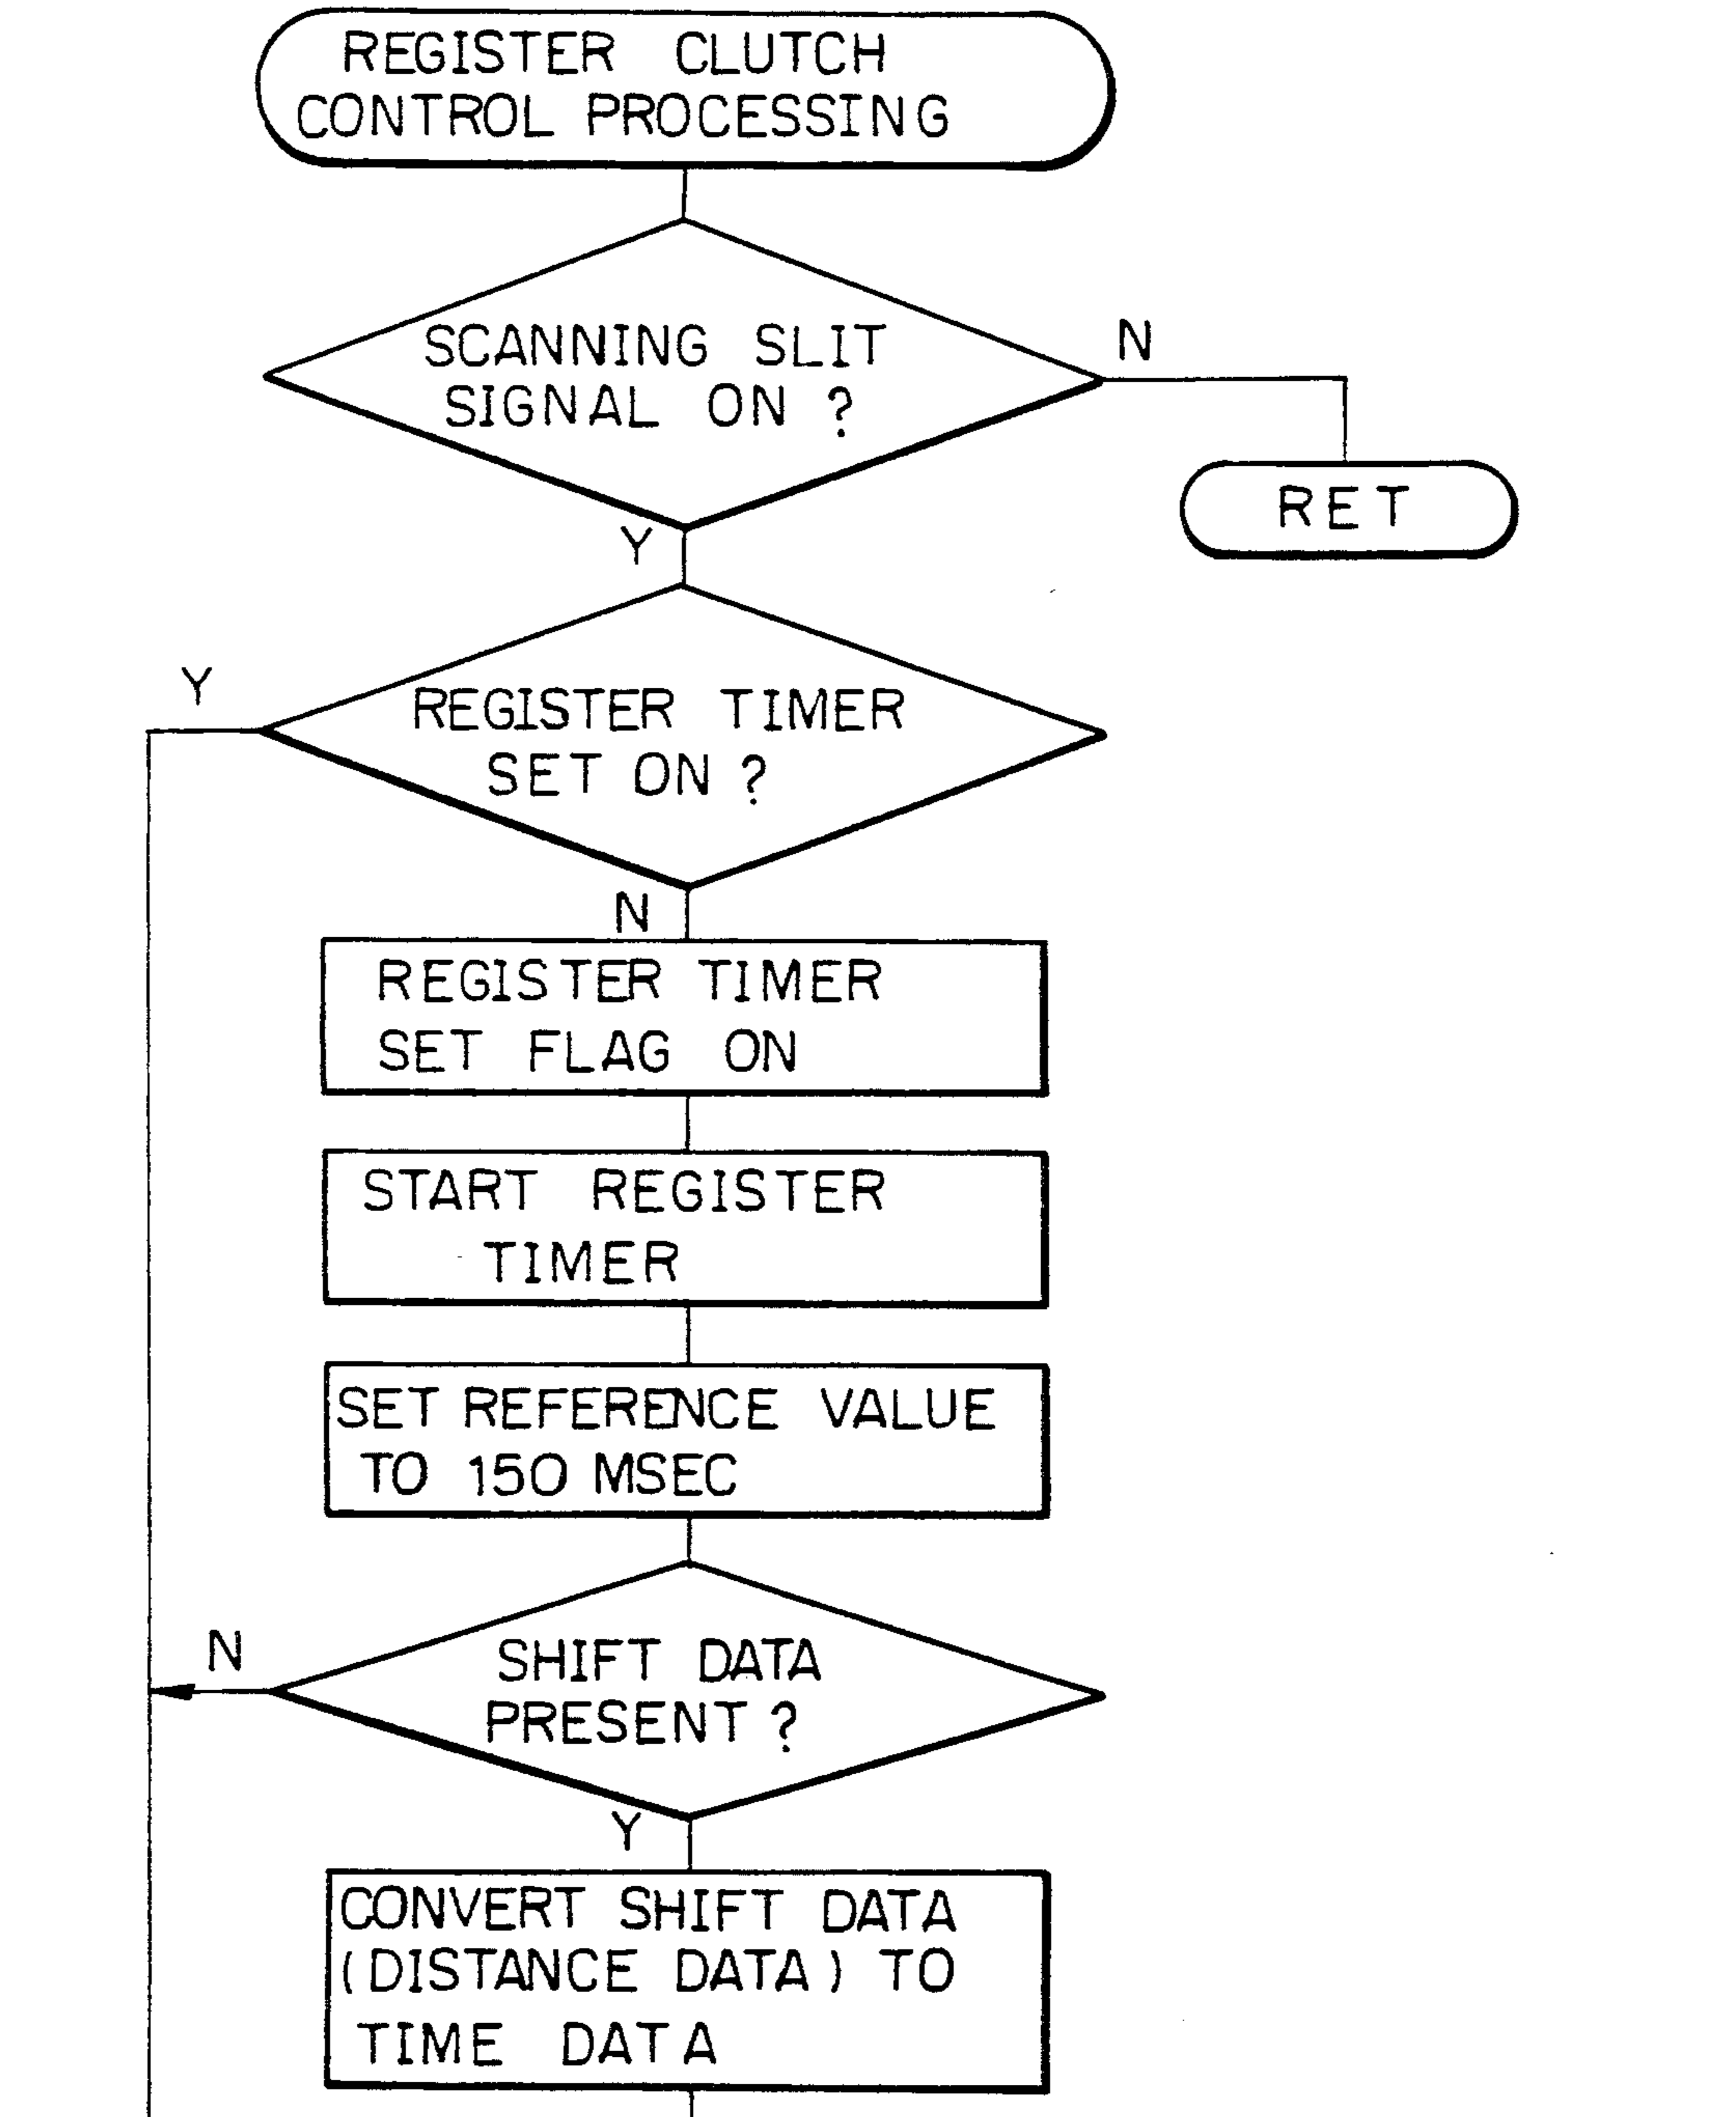 REGISTER CLUTCH
CONTROL PROCESSING
SCANNING SLIT
SIGNAL ON ?
N
RET
Y
Y
REGISTER TIMER
SET ON ?
N
REGISTER TIMER
SET FLAG ON
START REGISTER
TIMER
SET REFERENCE VALUE
TO 150 MSEC
N
SHIFT DATA
PRESENT ?
Y
CONVERT SHIFT DATA
(DISTANCE DATA) TO
TIME DATA